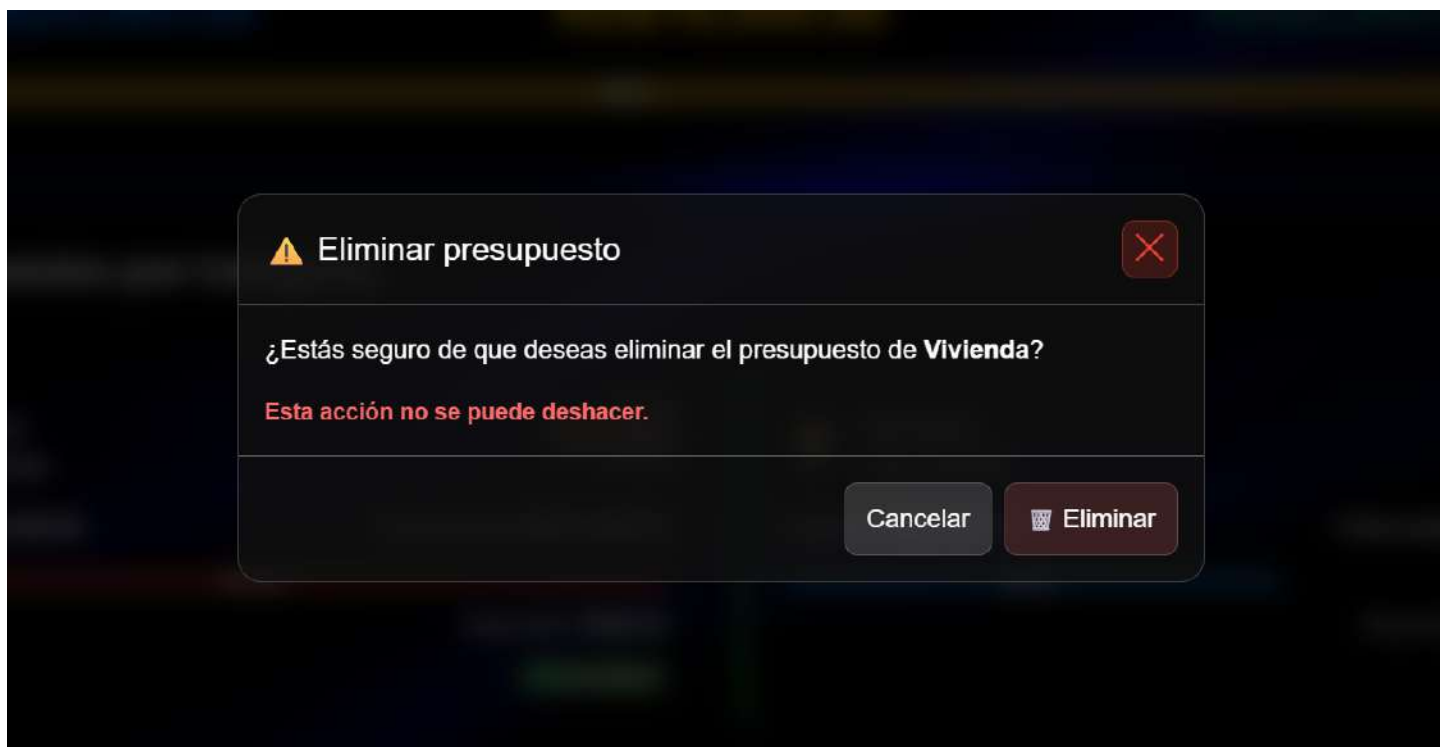 Eliminar presupuesto
¿Estás seguro de que deseas eliminar el presupuesto de Vivienda?
Esta acción no se puede deshacer.
Cancelar
Eliminar